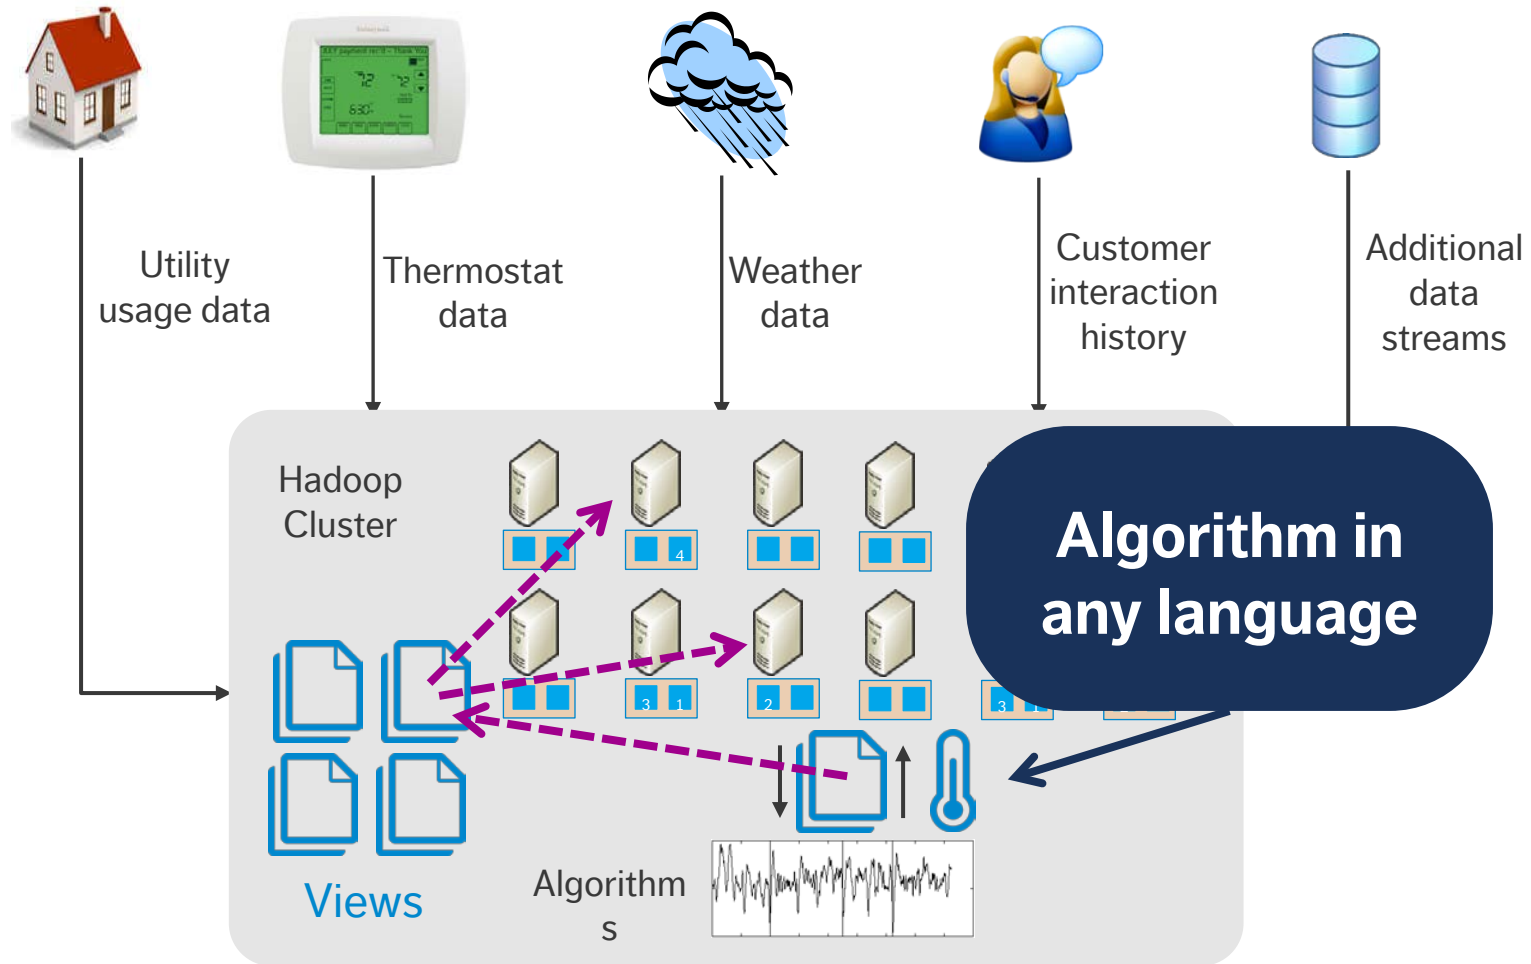 Utility
usage data
Thermostat
data
Weather
data
Customer
interaction
history
Additional
data
streams
Hadoop
Cluster
4
Algorithm in
any language
3 1
2
3
Views
Algorithm
s